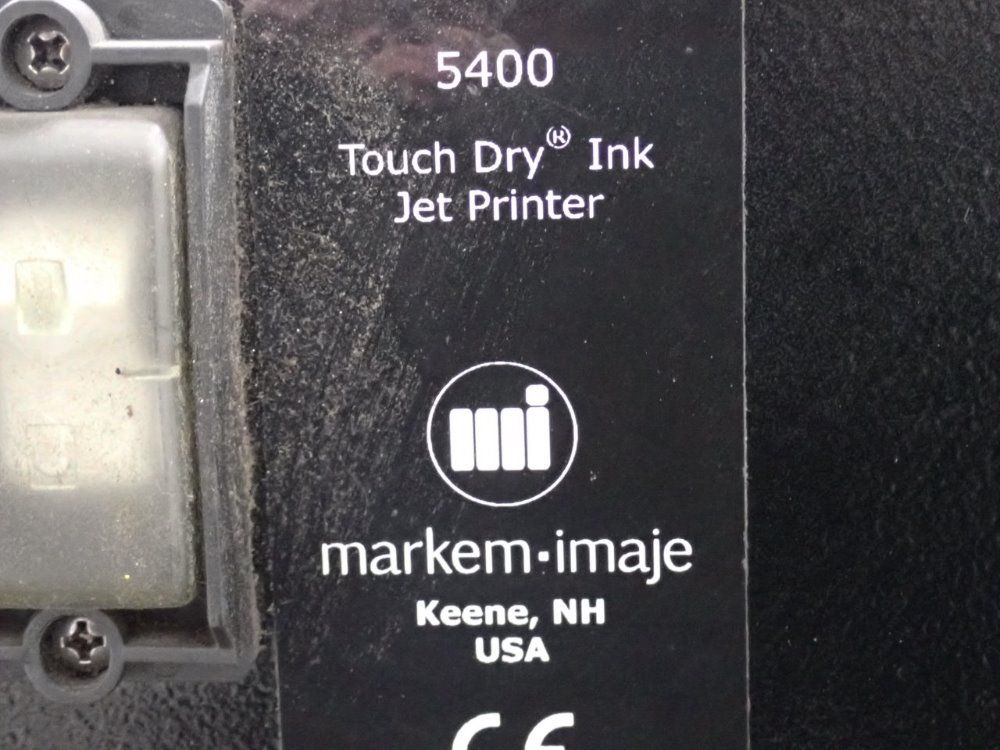 5400
Touch Dry® Ink
Jet Printer
markem·imaje
Keene, NH
USA
CE